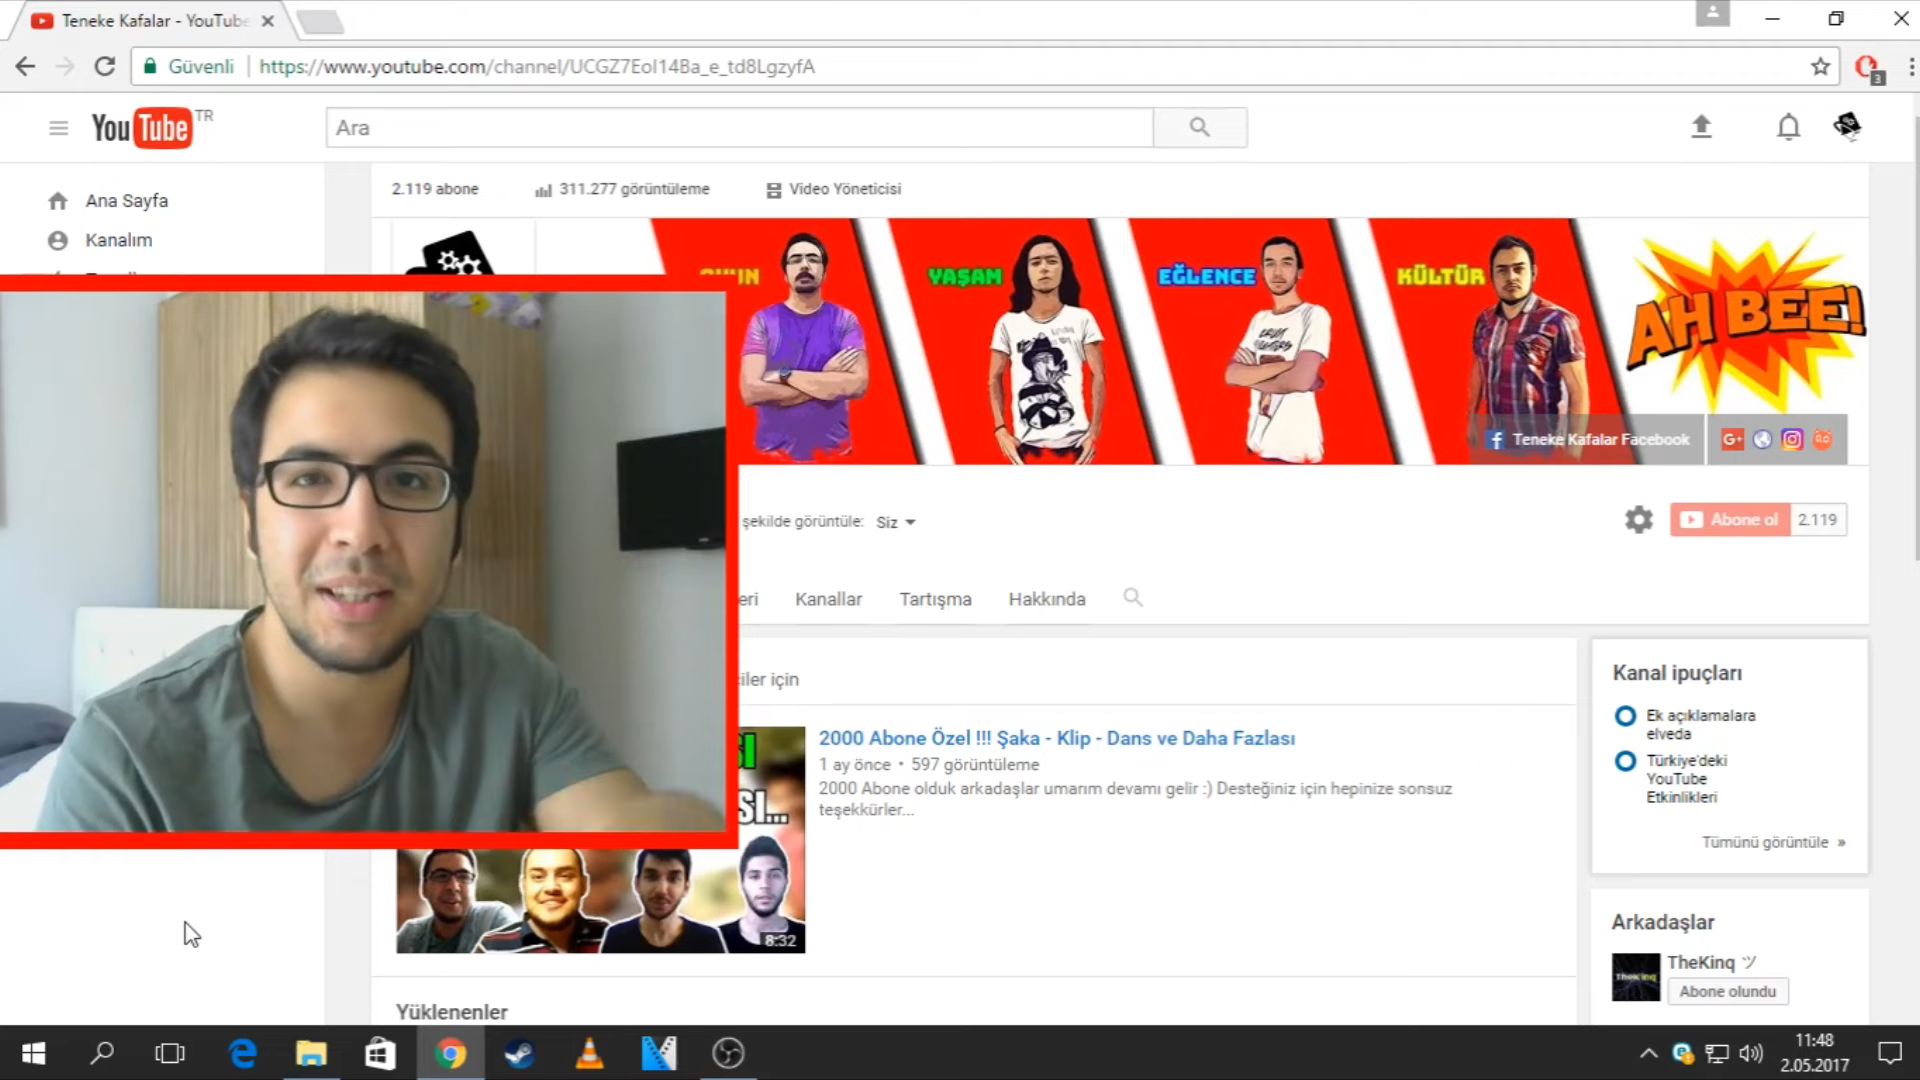 Teneke Kafalar - YouTube
Güvenli
https://www.youtube.com/channel/UCGZ7EoI14Ba_e_td8LgzyfA
3
YouTube TR
Ara
Ana Sayfa
Kanalım
2.119 abone
311.277 görüntüleme
Video Yöneticisi
YAŞAM
EĞLENCE
KÜLTÜR
AH BEE!
Teneke Kafalar Facebook
G+
şekilde görüntüle: Siz
Abone ol 2.119
Kanallar
Tartışma
Hakkında
için
2000 Abone Özel !!! Şaka - Klip - Dans ve Daha Fazlası
1 ay önce • 597 görüntüleme
2000 Abone olduk arkadaşlar umarım devamı gelir :) Desteğiniz için hepinize sonsuz
teşekkürler...
8:32
Yüklenenler
Kanal ipuçları
Ek açıklamalara
elveda
Türkiye'deki
YouTube
Etkinlikleri
Tümünü görüntüle »
Arkadaşlar
TheKinq ツ
Abone olundu
11:48
2.05.2017